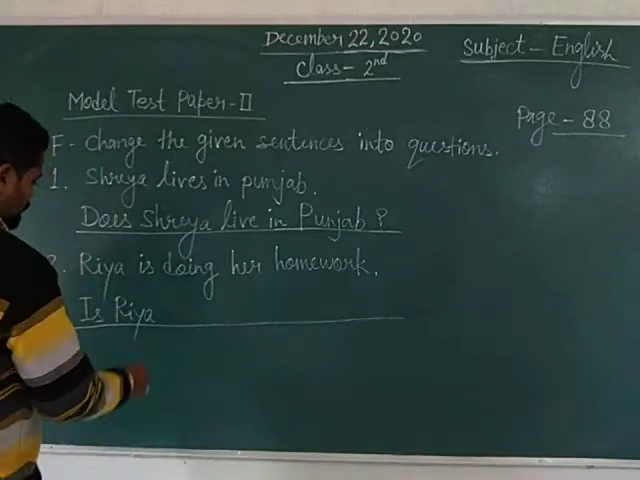 December 22, 2020
Subject - English
Class - 2nd
Model Test Paper - II
Page - 88
F - Change the given sentences into questions.
1. Shreya lives in punjab.
Does Shreya live in Punjab?
2. Riya is doing her homework.
Is Riya